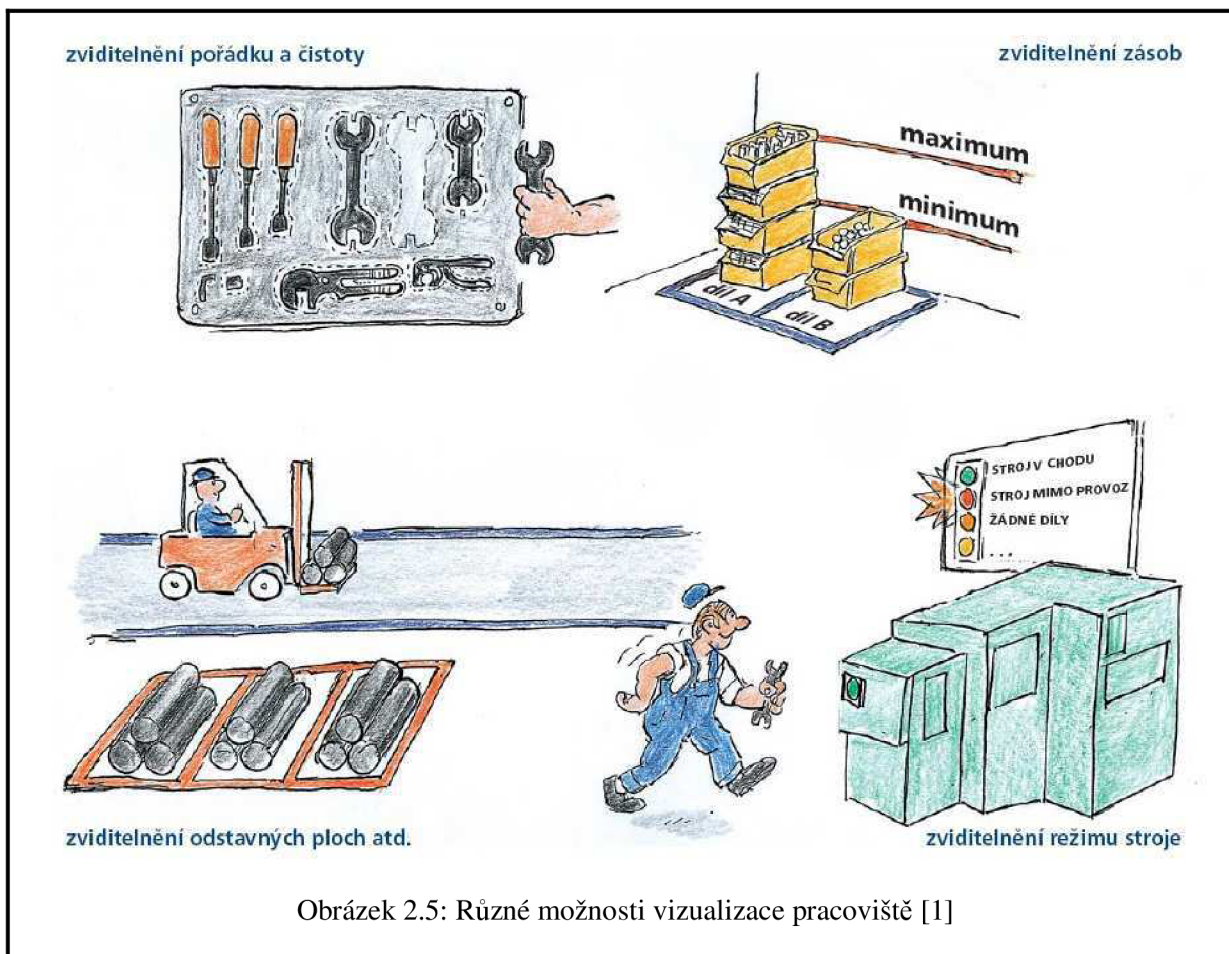 zviditelnění pořádku a čistoty
zviditelnění zásob
maximum
minimum
díl A
díl B
STROJ V CHODU
STROJ MIMO PROVOZ
ŽÁDNÉ DÍLY
...
zviditelnění odstavných ploch atd.
zviditelnění režimu stroje
Obrázek 2.5: Různé možnosti vizualizace pracoviště [1]